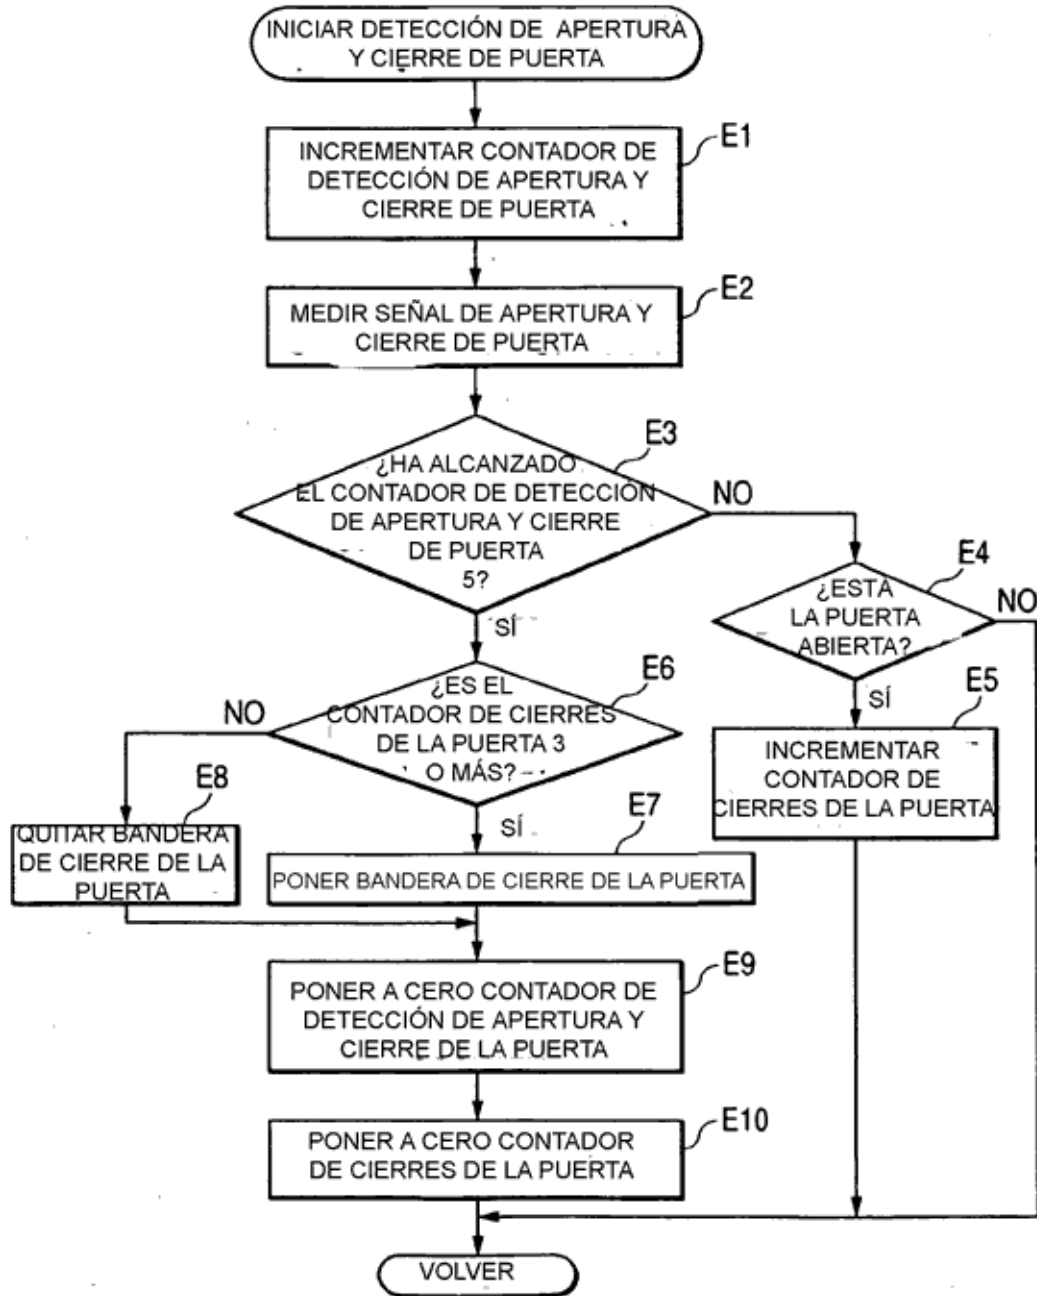 INICIAR DETECCIÓN DE APERTURA
Y CIERRE DE PUERTA
E1
INCREMENTAR CONTADOR DE
DETECCIÓN DE APERTURA Y
CIERRE DE PUERTA
E2
MEDIR SEÑAL DE APERTURA Y
CIERRE DE PUERTA
E3
¿HA ALCANZADO
EL CONTADOR DE DETECCIÓN
DE APERTURA Y CIERRE
DE PUERTA
5?
NO
SÍ
E4
¿ESTÁ
LA PUERTA
ABIERTA?
NO
SÍ
E5
INCREMENTAR
CONTADOR DE
CIERRES DE LA PUERTA
E6
¿ES EL
CONTADOR DE CIERRES
DE LA PUERTA 3
O MÁS?
NO
SÍ
E8
QUITAR BANDERA
DE CIERRE DE LA
PUERTA
E7
PONER BANDERA DE CIERRE DE LA PUERTA
E9
PONER A CERO CONTADOR DE
DETECCIÓN DE APERTURA Y
CIERRE DE LA PUERTA
E10
PONER A CERO CONTADOR
DE CIERRES DE LA PUERTA
VOLVER